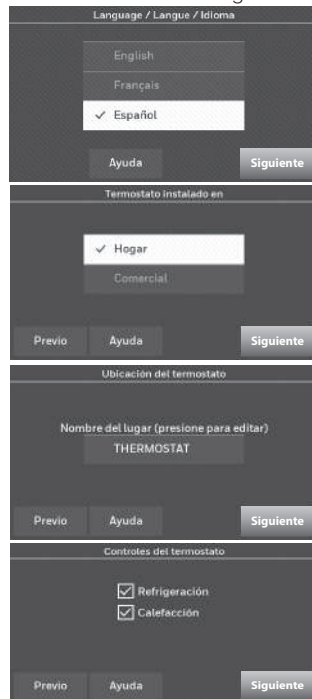 Language / Langue / Idioma
English
Français
✓ Español
Ayuda Siguiente
Termostato instalado en
✓ Hogar
Comercial
Previo Ayuda Siguiente
Ubicación del termostato
Nombre del lugar (presione para editar)
THERMOSTAT
Previo Ayuda Siguiente
Controles del termostato
Refrigeración
Calefacción
Previo Ayuda Siguiente